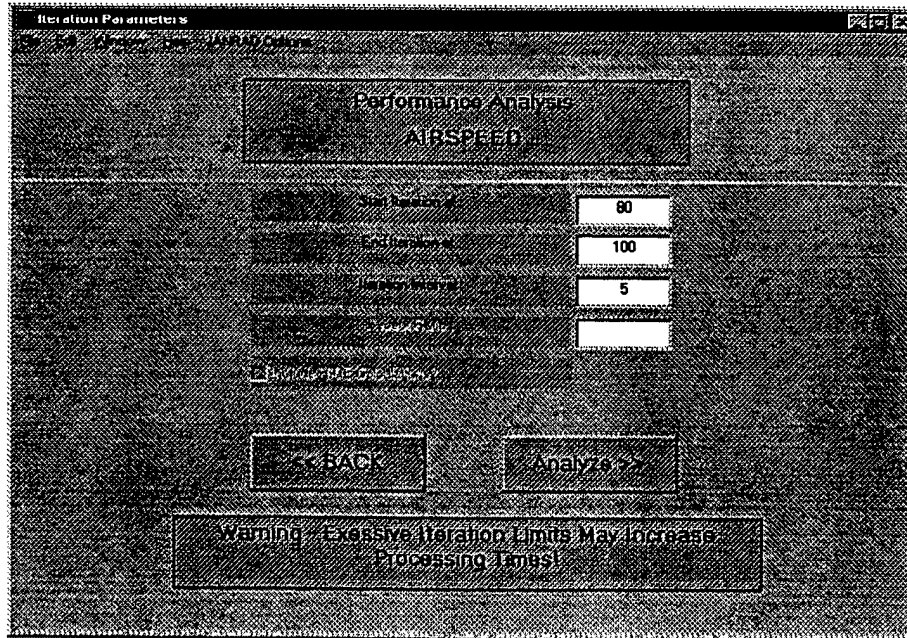 Iteration Parameters
Performance Analysis
AIRSPEED
Start Iteration at
80
End Iteration at
100
Iteration Interval
5
<< BACK
Analyze >>
Warning - Exessive Iteration Limits May Increase
Processing Times!